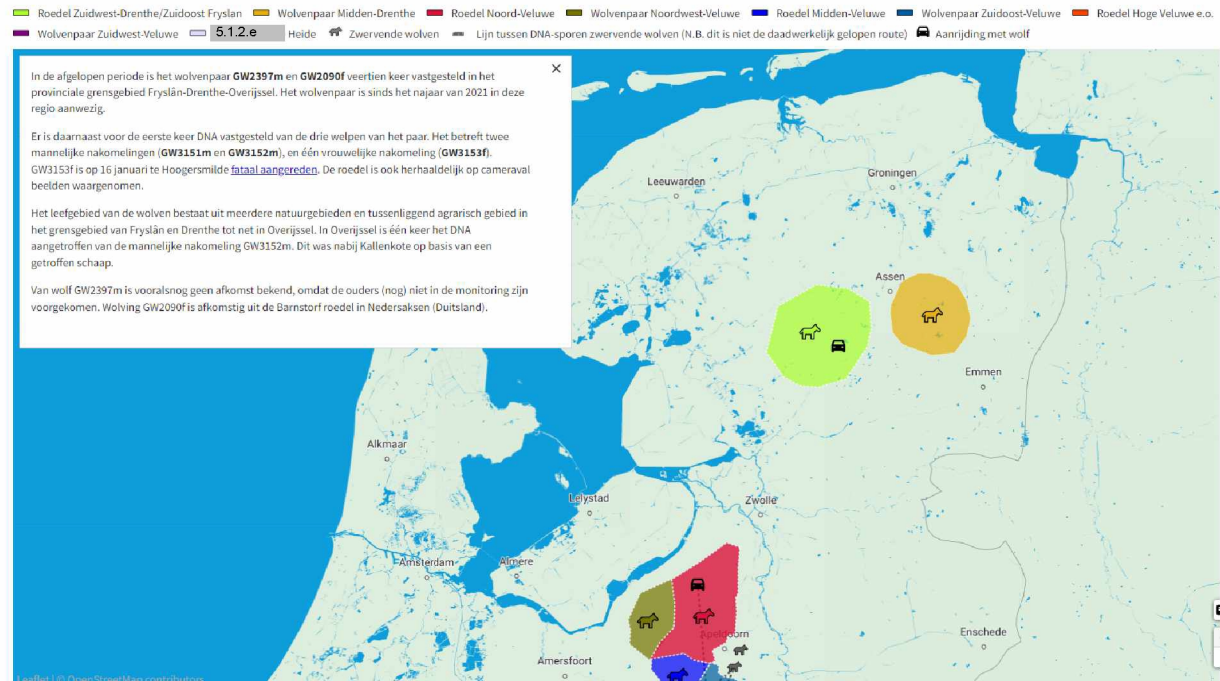 Roedel Zuidwest-Drenthe/Zuidoost Fryslan Wolvenpaar Midden-Drenthe Roedel Noord-Veluwe Wolvenpaar Noordwest-Veluwe Roedel Midden-Veluwe Wolvenpaar Zuidoost-Veluwe Roedel Hoge Veluwe e.o.
Wolvenpaar Zuidwest-Veluwe 5.1.2.e Heide Zwervende wolven Lijn tussen DNA-sporen zwervende wolven (N.B. dit is niet de daadwerkelijk gelopen route) Aanrijding met wolf
In de afgelopen periode is het wolvenpaar GW2397m en GW2090f veertien keer vastgesteld in het
provinciale grensgebied Fryslân-Drenthe-Overijssel. Het wolvenpaar is sinds het najaar van 2021 in deze
regio aanwezig.
Er is daarnaast voor de eerste keer DNA vastgesteld van de drie welpen van het paar. Het betreft twee
mannelijke nakomelingen (GW3151m en GW3152m), en één vrouwelijke nakomeling (GW3153f).
GW3153f is op 16 januari te Hoogersmilde fataal aangereden. De roedel is ook herhaaldelijk op cameraval
beelden waargenomen.
Het leefgebied van de wolven bestaat uit meerdere natuurgebieden en tussenliggend agrarisch gebied in
het grensgebied van Fryslân en Drenthe tot net in Overijssel. In Overijssel is één keer het DNA
aangetroffen van de mannelijke nakomeling GW3152m. Dit was nabij Kallenkote op basis van een
getroffen schaap.
Van wolf GW2397m is vooralsnog geen afkomst bekend, omdat de ouders (nog) niet in de monitoring zijn
voorgekomen. Wolving GW2090f is afkomstig uit de Barnstorf roedel in Nedersaksen (Duitsland).
Groningen
Leeuwarden
Assen
Emmen
Alkmaar
Lelystad
Zwolle
Amsterdam
Almere
Apeldoorn
Enschede
Amersfoort
Leaflet | © OpenStreetMap contributors